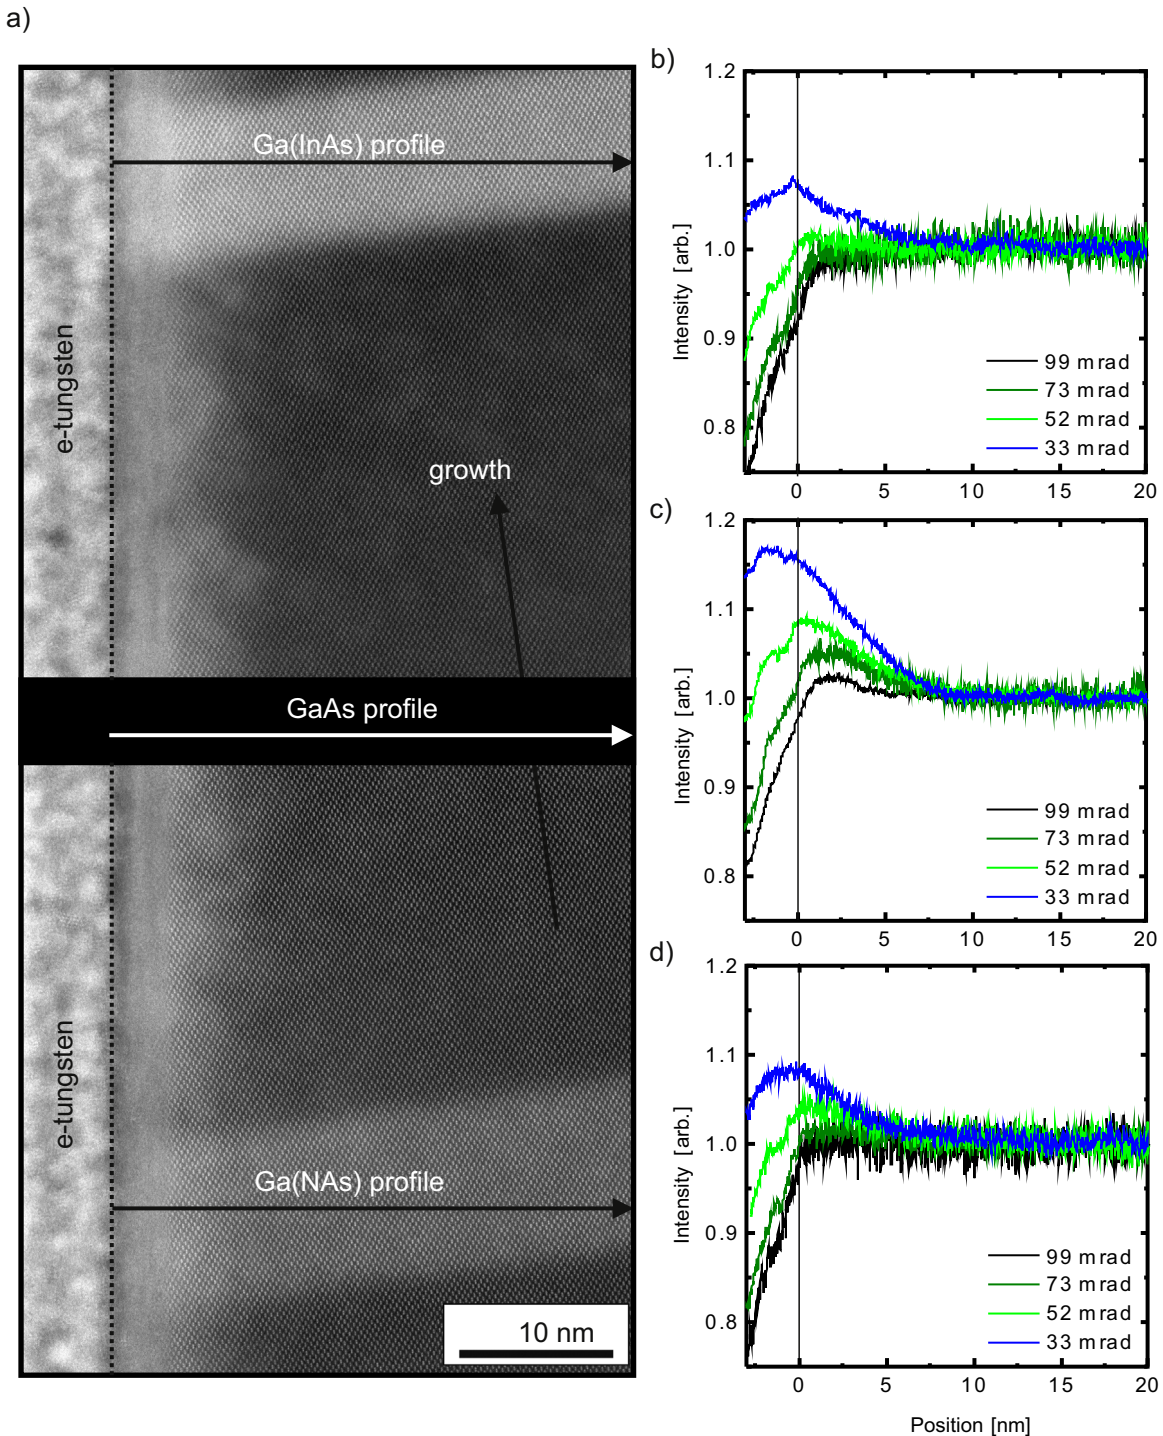 a)
e-tungsten
Ga(InAs) profile
growth
GaAs profile
e-tungsten
Ga(NAs) profile
10 nm
b)
1.2
1.1
1.0
0.9
0.8
Intensity [arb.]
99 mrad
73 mrad
52 mrad
33 mrad
0 5 10 15 20
c)
1.2
1.1
1.0
0.9
0.8
Intensity [arb.]
99 mrad
73 mrad
52 mrad
33 mrad
0 5 10 15 20
d)
1.2
1.1
1.0
0.9
0.8
Intensity [arb.]
99 mrad
73 mrad
52 mrad
33 mrad
0 5 10 15 20
Position [nm]